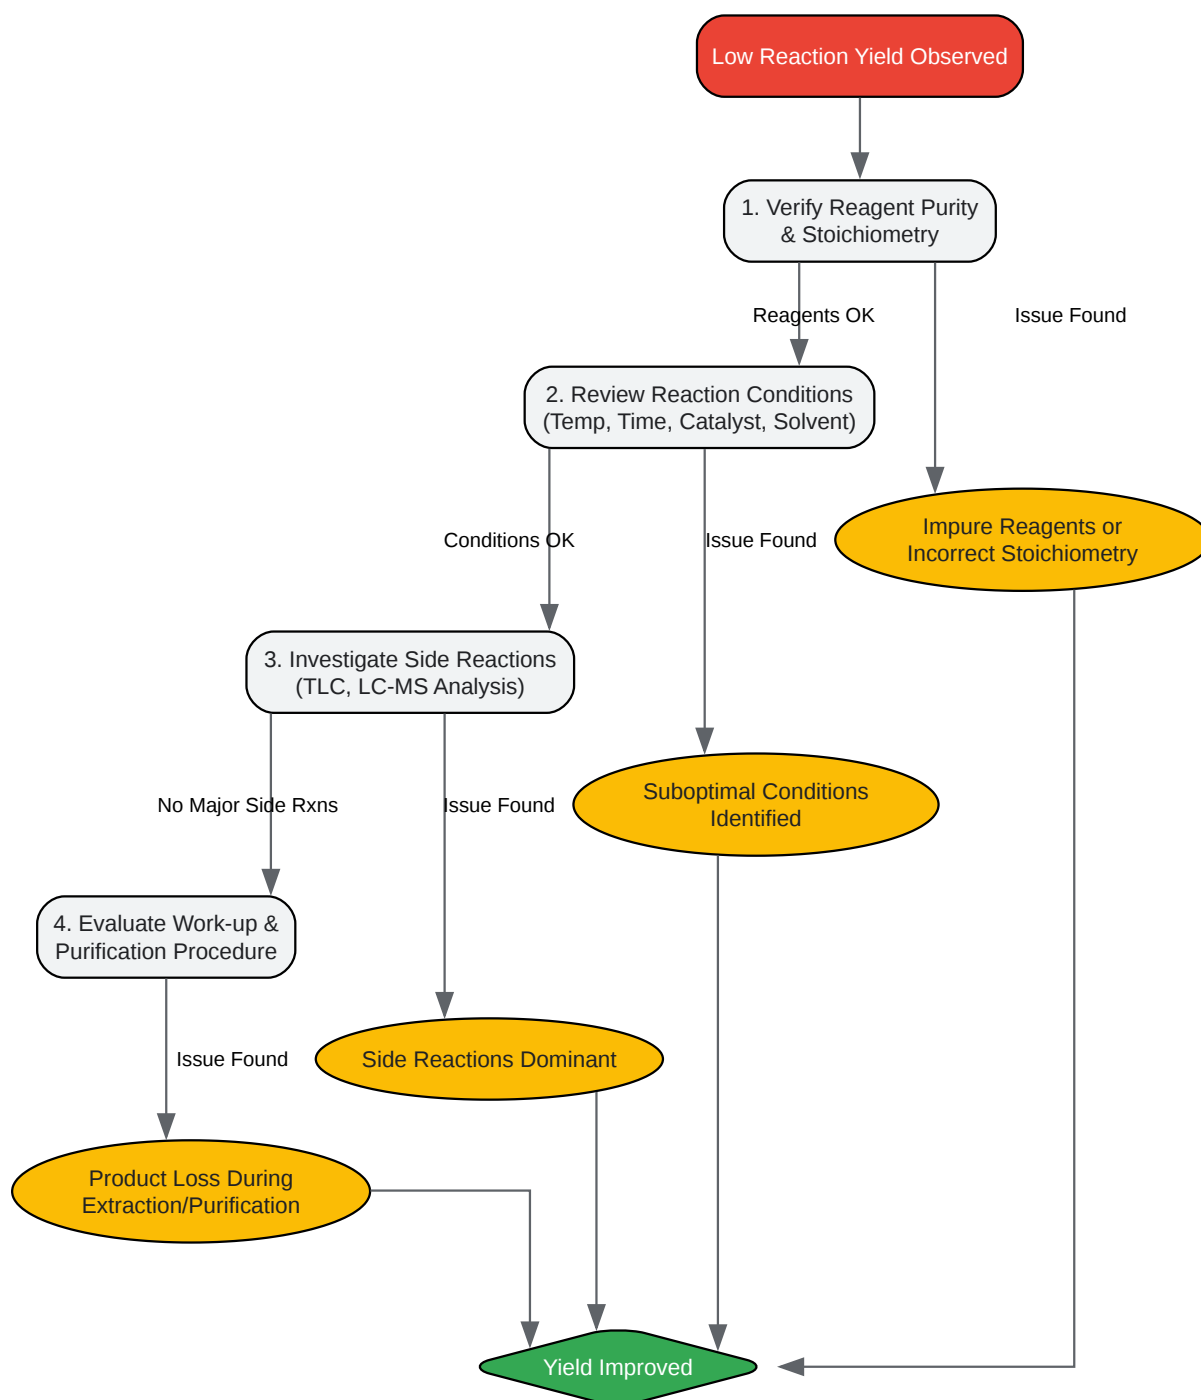 Low Reaction Yield Observed
1. Verify Reagent Purity
& Stoichiometry
Reagents OK
Issue Found
2. Review Reaction Conditions
(Temp, Time, Catalyst, Solvent)
Conditions OK
Issue Found
Impure Reagents or
Incorrect Stoichiometry
3. Investigate Side Reactions
(TLC, LC-MS Analysis)
No Major Side Rxns
Issue Found
Suboptimal Conditions
Identified
4. Evaluate Work-up &
Purification Procedure
Issue Found
Side Reactions Dominant
Product Loss During
Extraction/Purification
Yield Improved